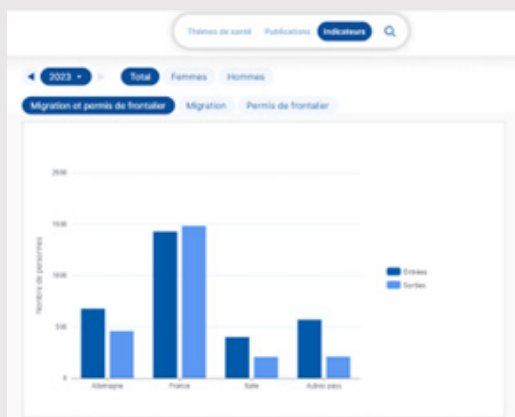 Thèmes de santé Publications Indicateurs
2023 Total Femmes Hommes
Migration et permis de frontalier Migration Permis de frontalier
2000
1500
1000
500
0
Nombre de personnes
Entrées
Sorties
Allemagne France Italie Autres pays